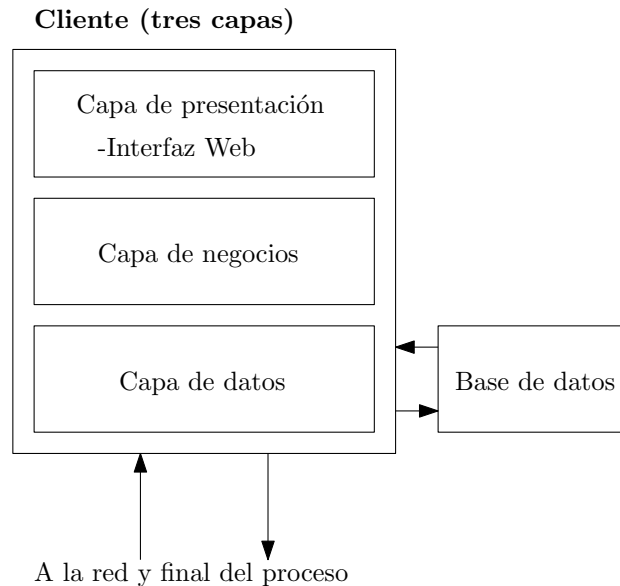 Cliente (tres capas)
Capa de presentación
-Interfaz Web
Capa de negocios
Capa de datos
Base de datos
A la red y final del proceso